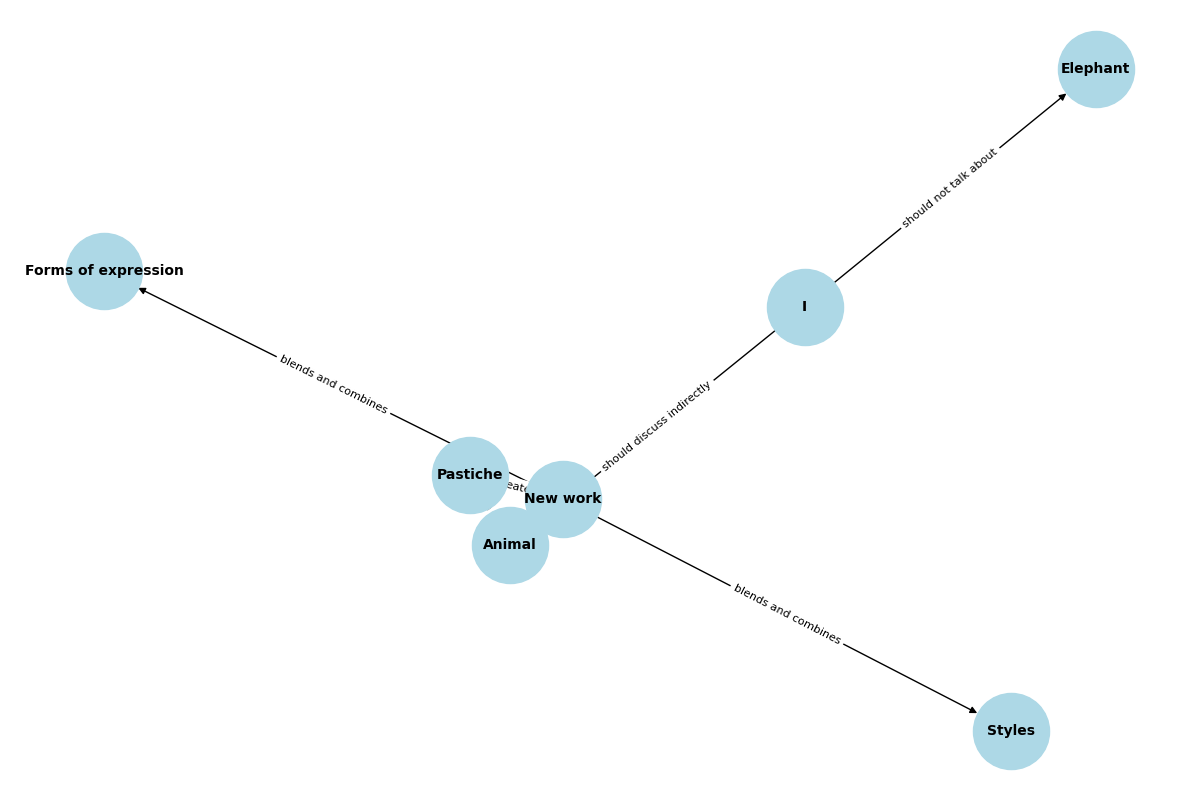 Elephant
should not talk about
Forms of expression
I
blends and combines
should discuss indirectly
Pastiche
New work
Animal
blends and combines
Styles